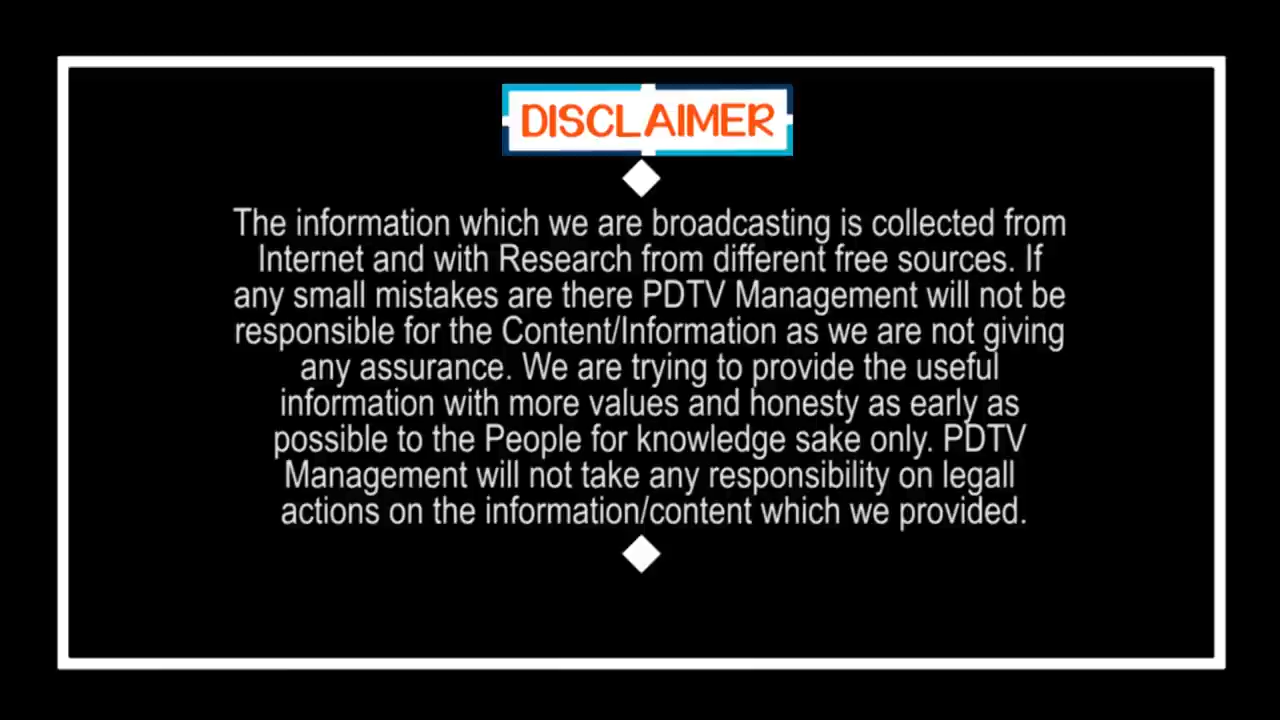 DISCLAIMER
The information which we are broadcasting is collected from
Internet and with Research from different free sources. If
any small mistakes are there PDTV Management will not be
responsible for the Content/Information as we are not giving
any assurance. We are trying to provide the useful
information with more values and honesty as early as
possible to the People for knowledge sake only. PDTV
Management will not take any responsibility on legall
actions on the information/content which we provided.